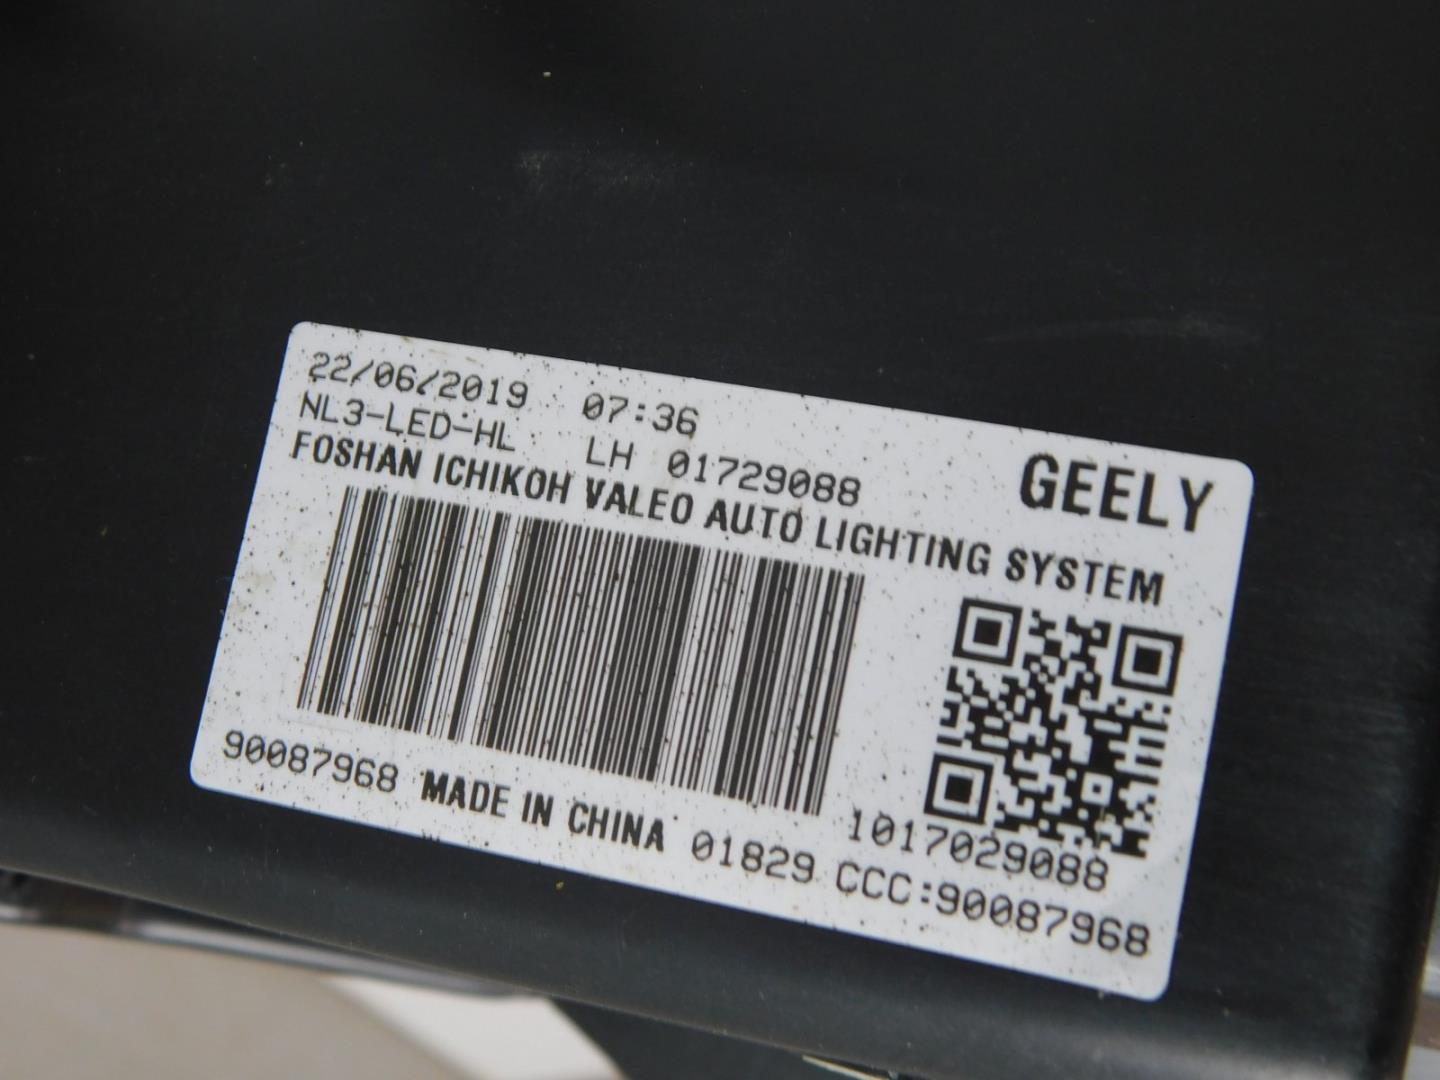 22/06/2019 07:36
NL3-LED-HL LH 01729088
GEELY
FOSHAN ICHIKOH VALEO AUTO LIGHTING SYSTEM
1017029088
90087968 MADE IN CHINA 01829 CCC:90087968